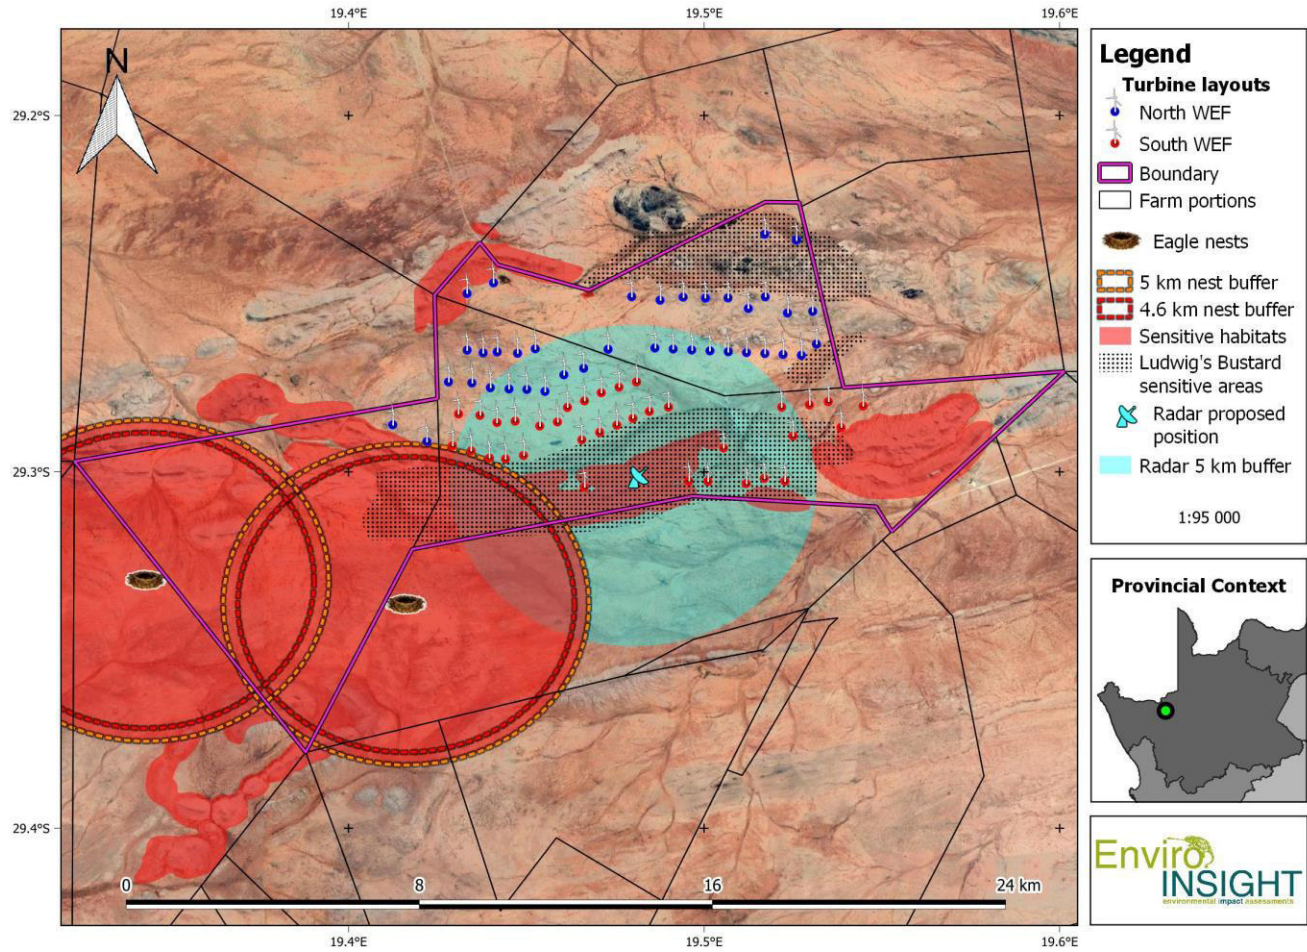 19.4°E
19.5°E
19.6°E
N
29.2°S
29.3°S
29.4°S
0
8
16
24 km
19.4°E
19.5°E
19.6°E
Legend
Turbine layouts
North WEF
South WEF
Boundary
Farm portions
Eagle nests
5 km nest buffer
4.6 km nest buffer
Sensitive habitats
Ludwig's Bustard
sensitive areas
Radar proposed
position
Radar 5 km buffer
1:95 000
Provincial Context
Enviro
INSIGHT
environmental impact assessments